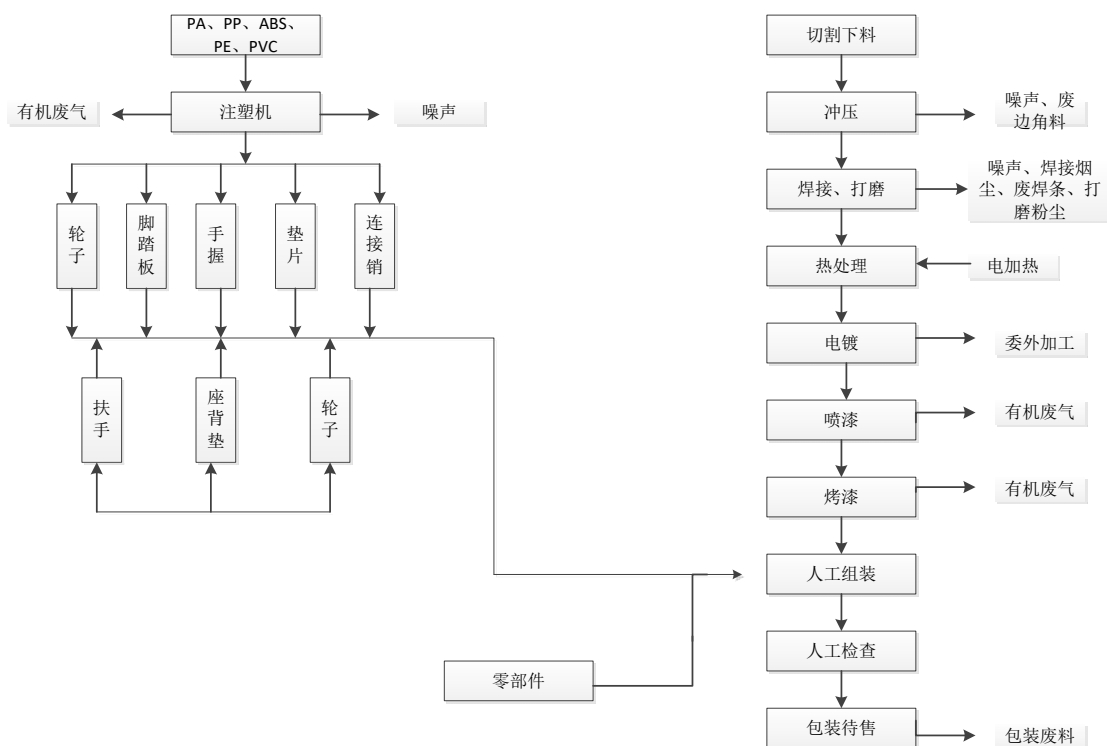 PA、PP、ABS、
PE、PVC
有机废气
注塑机
噪声
轮子
脚踏板
手握
垫片
连接销
扶手
座背垫
轮子
零部件
切割下料
冲压
噪声、废
边角料
焊接、打磨
噪声、焊接烟
尘、废焊条、打
磨粉尘
热处理
电加热
电镀
委外加工
喷漆
有机废气
烤漆
有机废气
人工组装
人工检查
包装待售
包装废料